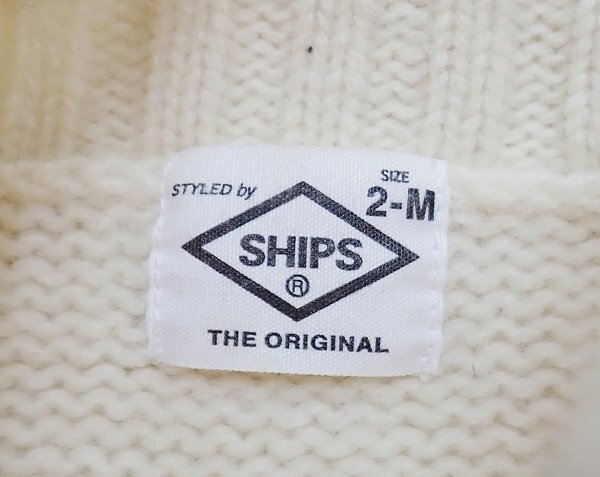 STYLED by
SIZE
2-M
SHIPS
®
THE ORIGINAL